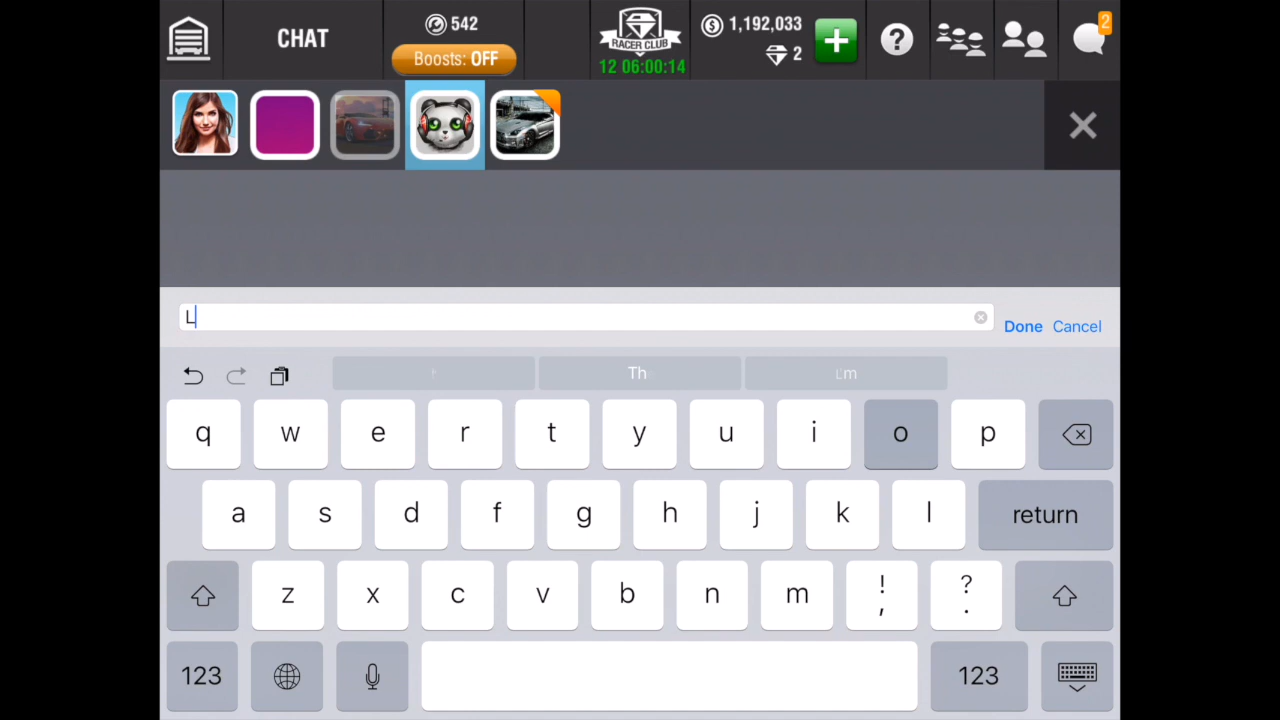 CHAT
542
Boosts: OFF
RACER CLUB
12 06:00:14
1,192,033
2
?
2
L
Done Cancel
Th
I'm
q w e r t y u i o p
a s d f g h j k l return
z x c v b n m ! , ? .
123 123